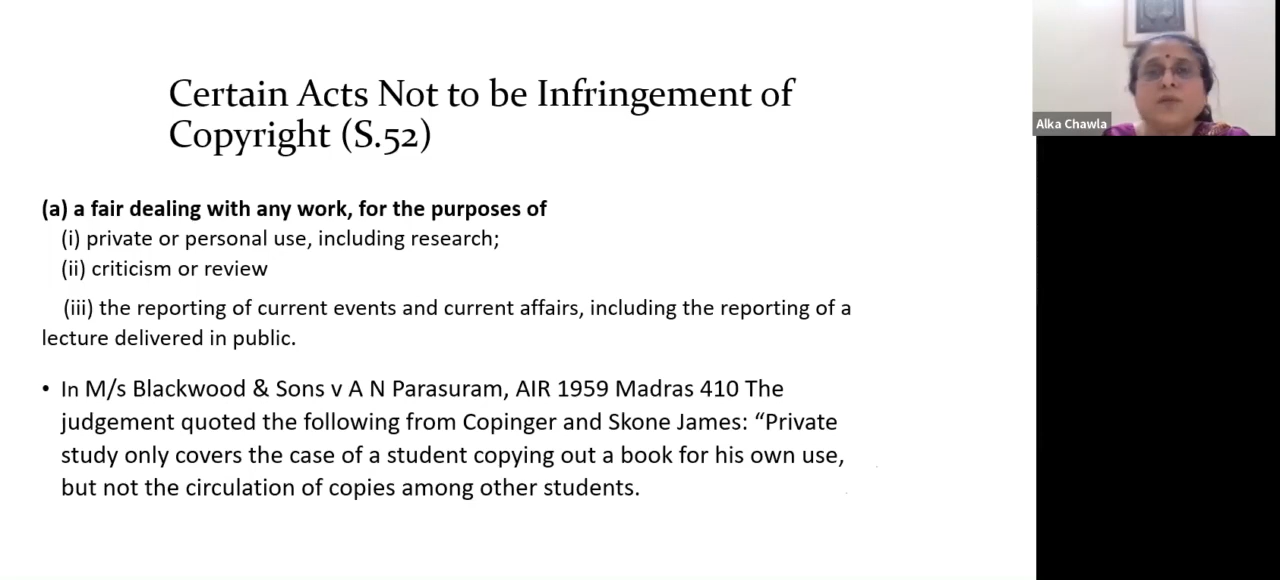 Certain Acts Not to be Infringement of
Copyright (S.52)
Alka Chawla
(a) a fair dealing with any work, for the purposes of
(i) private or personal use, including research;
(ii) criticism or review
(iii) the reporting of current events and current affairs, including the reporting of a
lecture delivered in public.
• In M/s Blackwood & Sons v A N Parasuram, AIR 1959 Madras 410 The
judgement quoted the following from Copinger and Skone James: “Private
study only covers the case of a student copying out a book for his own use,
but not the circulation of copies among other students.